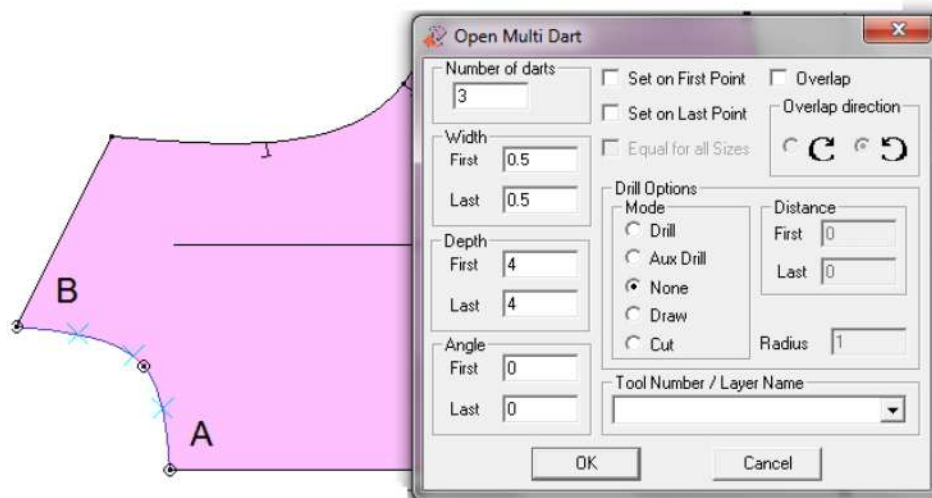 Open Multi Dart
Number of darts
3
Set on First Point
Overlap
Set on Last Point
Overlap direction
Equal for all Sizes
Width
First 0.5
Last 0.5
Depth
First 4
Last 4
Angle
First 0
Last 0
Drill Options
Mode
Drill
Aux Drill
None
Draw
Cut
Distance
First 0
Last 0
Radius 1
Tool Number / Layer Name
OK
Cancel
B
A